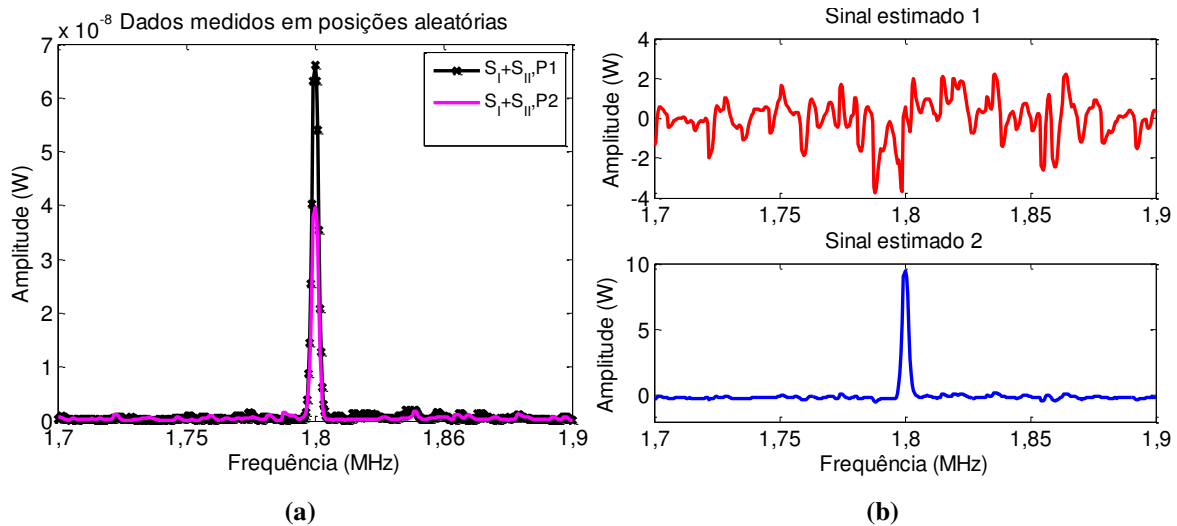 x 10⁻⁸ Dados medidos em posições aleatórias
7
6
5
4
3
2
1
0
Amplitude (W)
S_I+S_II,P1
S_I+S_II,P2
1,7 1,75 1,8 1,86 1,9
Frequência (MHz)
(a)
Sinal estimado 1
4
2
0
-2
-4
Amplitude (W)
1,7 1,75 1,8 1,85 1,9
Sinal estimado 2
10
5
0
Amplitude (W)
1,7 1,75 1,8 1,85 1,9
Frequência (MHz)
(b)